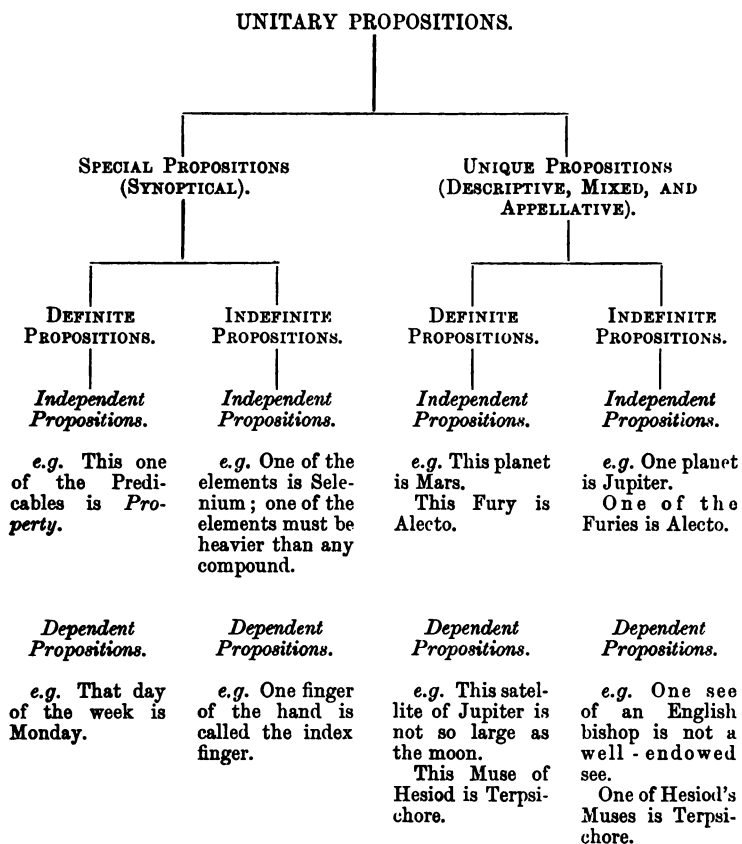 UNITARY PROPOSITIONS.
SPECIAL PROPOSITIONS
(SYNOPTICAL).
UNIQUE PROPOSITIONS
(DESCRIPTIVE, MIXED, AND
APPELLATIVE).
DEFINITE
PROPOSITIONS.
INDEFINITE
PROPOSITIONS.
DEFINITE
PROPOSITIONS.
INDEFINITE
PROPOSITIONS.
Independent
Propositions.
e.g. This one
of the Predi-
cables is Pro-
perty.
Independent
Propositions.
e.g. One of the
elements is Sele-
nium; one of the
elements must be
heavier than any
compound.
Independent
Propositions.
e.g. This planet
is Mars.
This Fury is
Alecto.
Independent
Propositions.
e.g. One planet
is Jupiter.
One of the
Furies is Alecto.
Dependent
Propositions.
e.g. That day
of the week is
Monday.
Dependent
Propositions.
e.g. One finger
of the hand is
called the index
finger.
Dependent
Propositions.
e.g. This satel-
lite of Jupiter is
not so large as
the moon.
This Muse of
Hesiod is Terpsi-
chore.
Dependent
Propositions.
e.g. One see
of an English
bishop is not a
well-endowed
see.
One of Hesiod's
Muses is Terpsi-
chore.